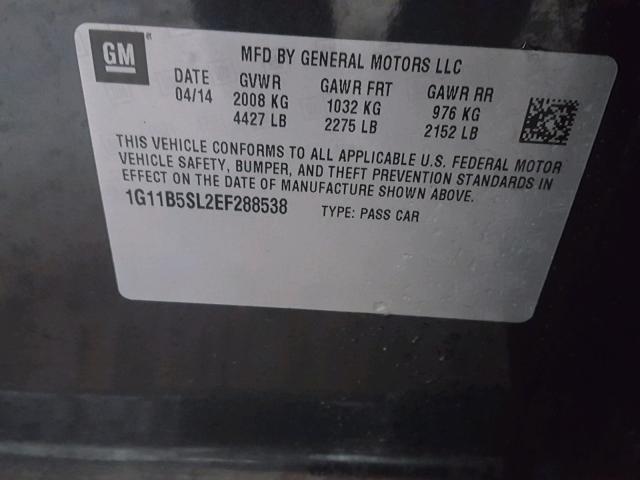 GM
MFD BY GENERAL MOTORS LLC
DATE GVWR GAWR FRT GAWR RR
04/14 2008 KG 1032 KG 976 KG
4427 LB 2275 LB 2152 LB
THIS VEHICLE CONFORMS TO ALL APPLICABLE U.S. FEDERAL MOTOR
VEHICLE SAFETY, BUMPER, AND THEFT PREVENTION STANDARDS IN
EFFECT ON THE DATE OF MANUFACTURE SHOWN ABOVE.
1G11B5SL2EF288538 TYPE: PASS CAR